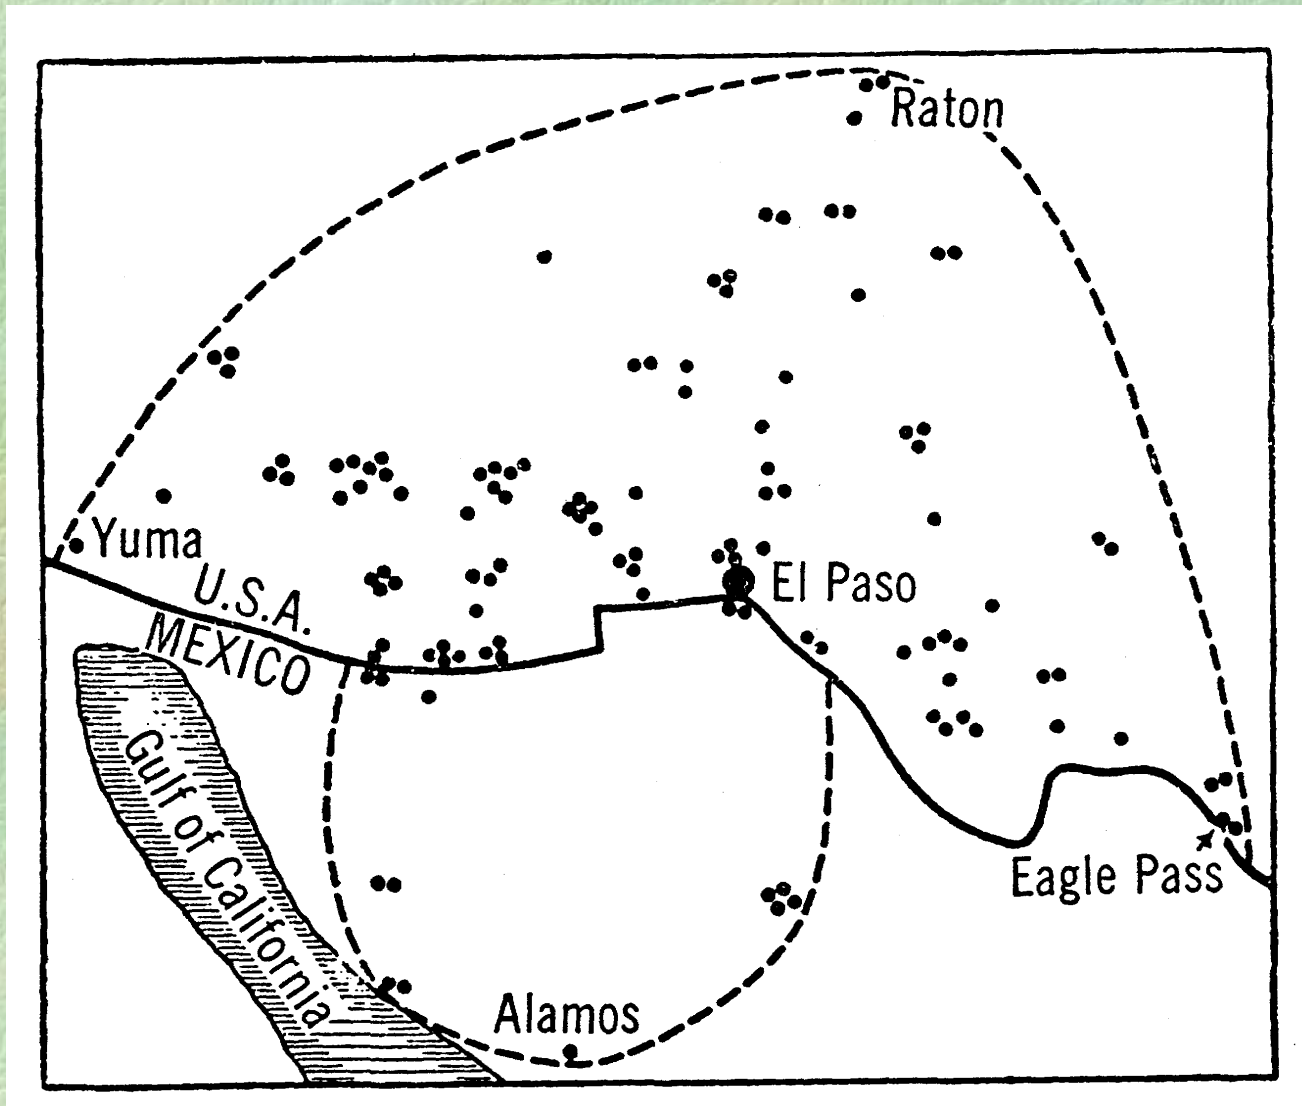 Raton
Yuma
U.S.A.
MEXICO
El Paso
Gulf of California
Eagle Pass
Alamos